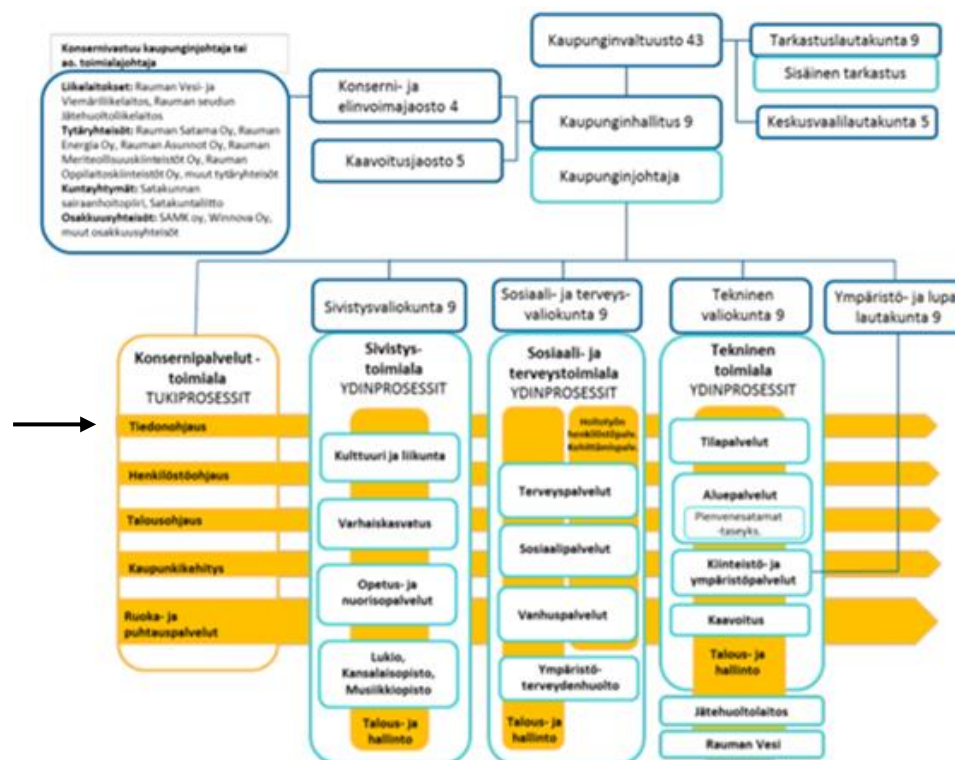 Konsernivastuu kaupunginjohtaja tai
ao. toimialajohtaja
Liikelaitokset: Rauman Vesi- ja
Viemäriliikelaitos, Rauman seudun
Jätehuoltoliikelaitos
Tytäryhteisöt: Rauman Satama Oy, Rauman
Energia Oy, Rauman Asunnot Oy, Rauman
Meriteollisuuskiinteistöt Oy, Rauman
Oppilaitoskiinteistöt Oy, muut tytäryhteisöt
Kuntayhtymät: Satakunnan
sairaanhoitopiiri, Satakuntaliitto
Osakkuusyhteisöt: SAMK oy, Winnova Oy,
muut osakkuusyhteisöt
Konserni- ja
elinvoimajaosto 4
Kaavoitusjaosto 5
Kaupunginvaltuusto 43
Kaupunginhallitus 9
Kaupunginjohtaja
Tarkastuslautakunta 9
Sisäinen tarkastus
Keskusvaalilautakunta 5
Sivistysvaliokunta 9
Sosiaali- ja terveys-
valiokunta 9
Tekninen
valiokunta 9
Ympäristö- ja lupa
lautakunta 9
Konsernipalvelut -
toimiala
TUKIPROSESSIT
Tiedonohjaus
Henkilöstöohjaus
Talousohjaus
Kaupunkikehitys
Ruoka- ja
puhtauspalvelut
Sivistys-
toimiala
YDINPROSESSIT
Kulttuuri ja liikunta
Varhaiskasvatus
Opetus- ja
nuorisopalvelut
Lukio,
Kansalaisopisto,
Musiikkiopisto
Talous- ja
hallinto
Sosiaali- ja
terveystoimiala
YDINPROSESSIT
Hoitotyön
henkilöstöpalv.
Kehittämispalv.
Terveyspalvelut
Sosiaalipalvelut
Vanhuspalvelut
Ympäristö-
terveydenhuolto
Talous- ja
hallinto
Tekninen
toimiala
YDINPROSESSIT
Tilapalvelut
Aluepalvelut
Pienvenesatamat
-taseyks.
Kiinteistö- ja
ympäristöpalvelut
Kaavoitus
Talous- ja
hallinto
Jätehuoltolaitos
Rauman Vesi